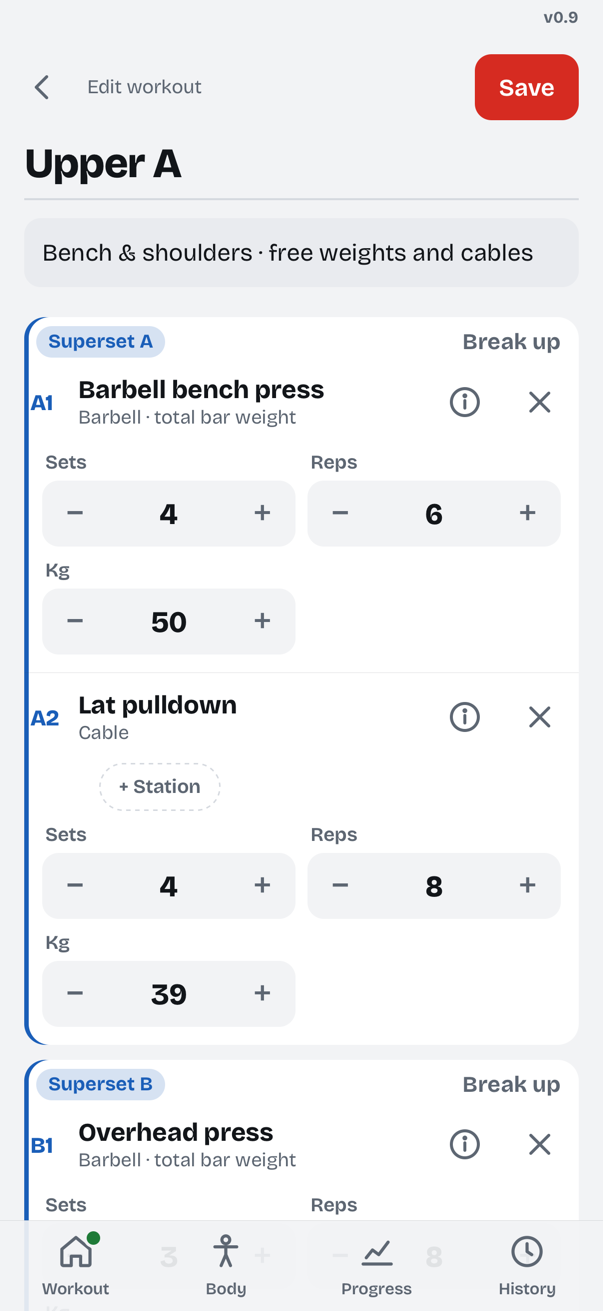 v0.9
Edit workout
Save
Upper A
Bench & shoulders · free weights and cables
Superset A
Break up
A1
Barbell bench press
Barbell · total bar weight
Sets
Reps
− 4 +
− 6 +
Kg
− 50 +
A2
Lat pulldown
Cable
+ Station
Sets
Reps
− 4 +
− 8 +
Kg
− 39 +
Superset B
Break up
B1
Overhead press
Barbell · total bar weight
Sets
Reps
3 +
− 8
Workout
Body
Progress
History